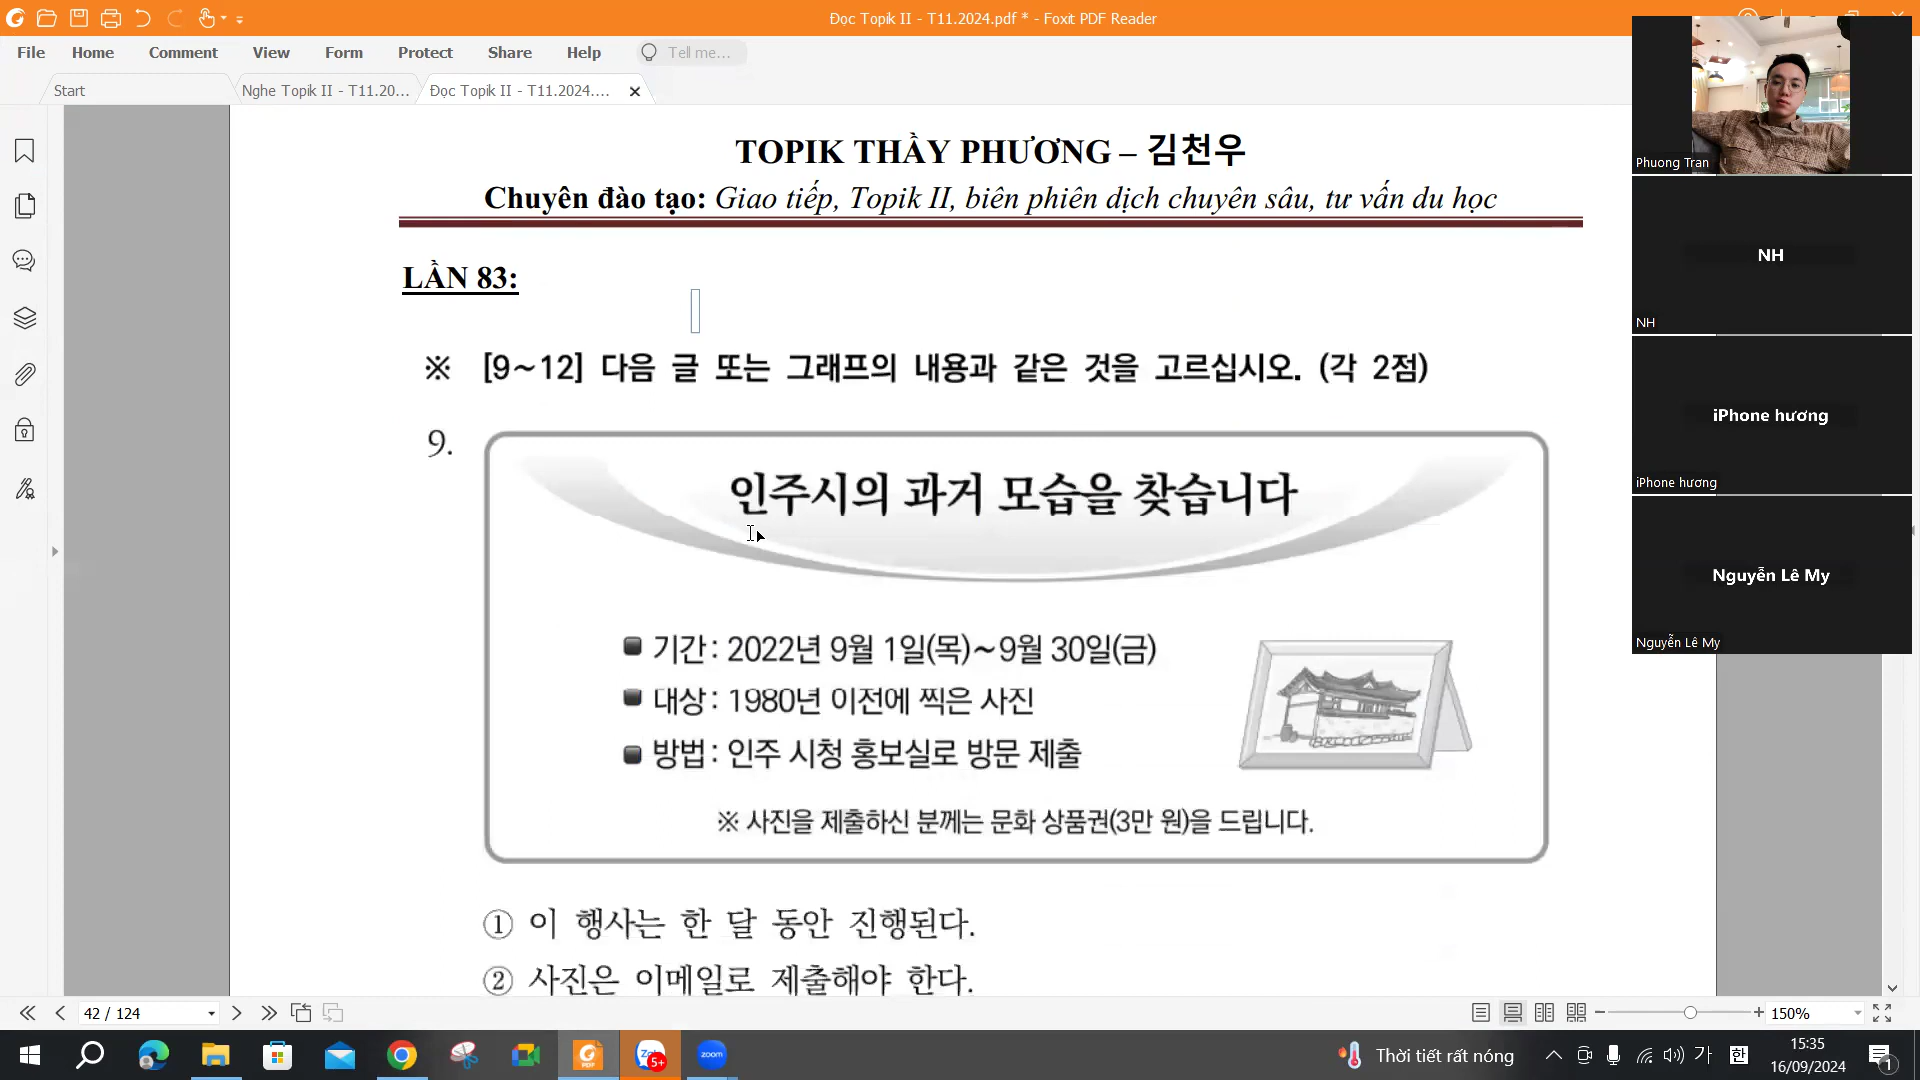 Đọc Topik II - T11.2024.pdf * - Foxit PDF Reader
File Home Comment View Form Protect Share Help Tell me...
Start
Nghe Topik II - T11.20...
Đọc Topik II - T11.2024....
TOPIK THẦY PHƯƠNG – 김천우
Chuyên đào tạo: Giao tiếp, Topik II, biên phiên dịch chuyên sâu, tư vấn du học
LẦN 83:
※ [9~12] 다음 글 또는 그래프의 내용과 같은 것을 고르십시오. (각 2점)
9.
인주시의 과거 모습을 찾습니다
■ 기간 : 2022년 9월 1일(목)~9월 30일(금)
■ 대상 : 1980년 이전에 찍은 사진
■ 방법 : 인주 시청 홍보실로 방문 제출
※ 사진을 제출하신 분께는 문화 상품권(3만 원)을 드립니다.
① 이 행사는 한 달 동안 진행된다.
② 사진은 이메일로 제출해야 한다.
Phuong Tran
NH
NH
iPhone hương
iPhone hương
Nguyễn Lê My
Nguyễn Lê My
42 / 124
150%
PDF
Zalo
5+
zoom
Thời tiết rất nóng
가
한
15:35
16/09/2024
1